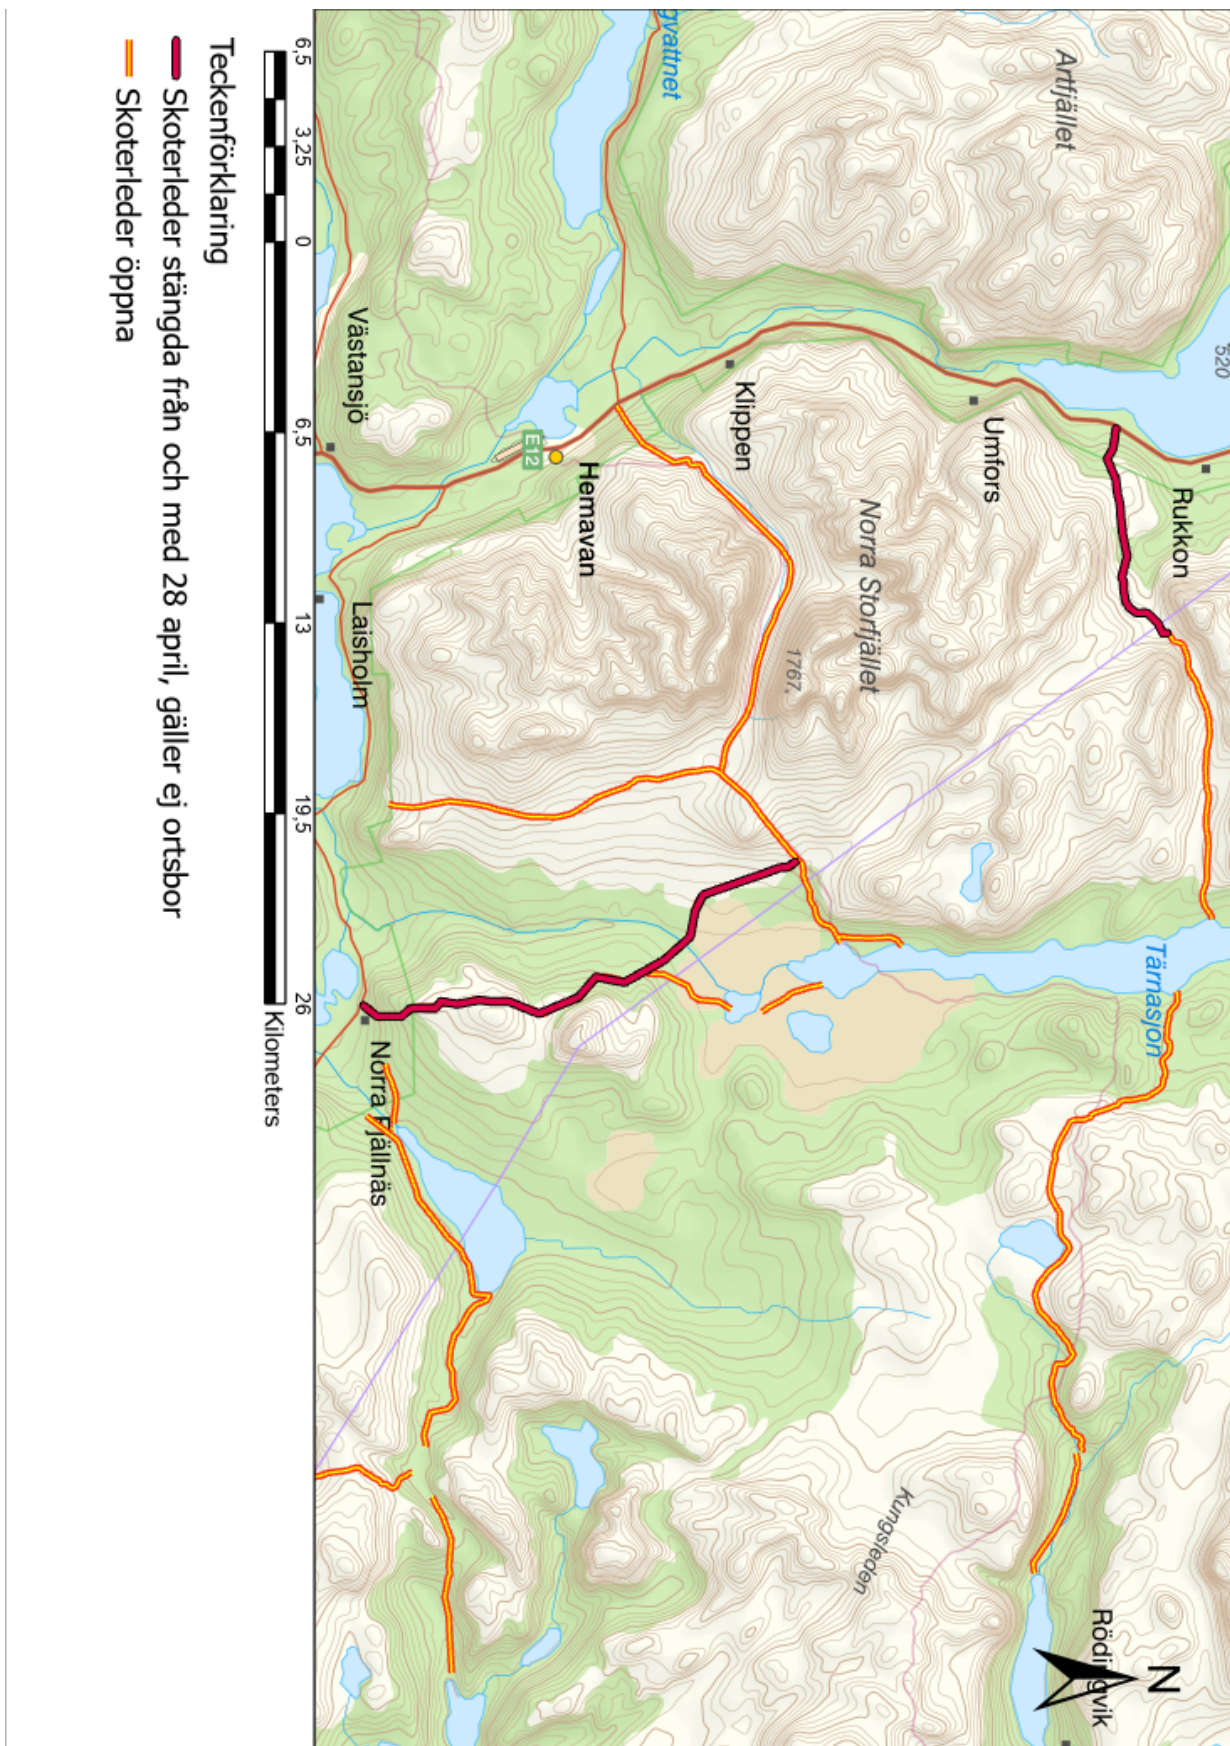 Artfjället
gvattnet
520
Rukkon
Umfors
Klippen
Norra Storfjället
1767
E12
Hemavan
Västansjö
Laisholm
Tärnasjön
Norra Fjällnäs
Kungsleden
Rödingvik
N
6,5 3,25 0 6,5 13 19,5 26
Kilometers
Teckenförklaring
Skoterleder stängda från och med 28 april, gäller ej ortsbor
Skoterleder öppna